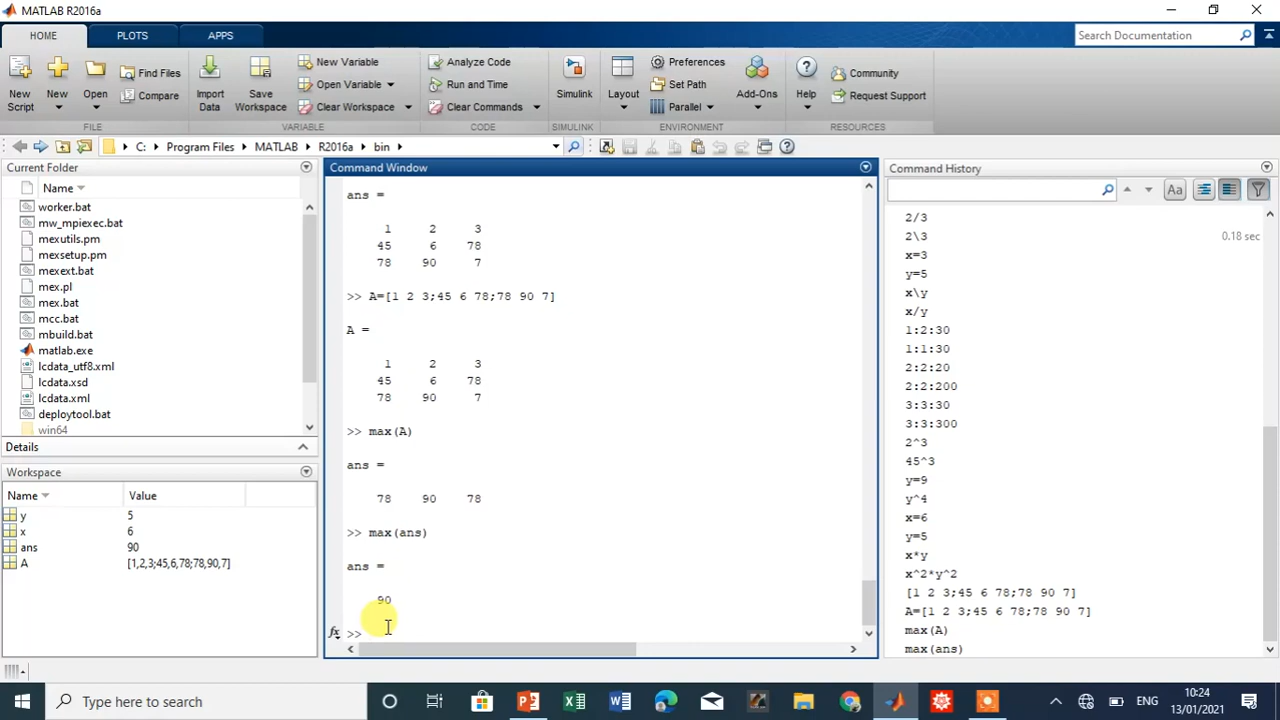 MATLAB R2016a
HOME PLOTS APPS
Search Documentation
New Script
New
Open
Find Files
Compare
FILE
Import Data
Save Workspace
New Variable
Open Variable
Clear Workspace
VARIABLE
Analyze Code
Run and Time
Clear Commands
CODE
Simulink
SIMULINK
Layout
Preferences
Set Path
Parallel
Add-Ons
ENVIRONMENT
Help
Community
Request Support
RESOURCES
C: Program Files MATLAB R2016a bin
Current Folder
Name
worker.bat
mw_mpiexec.bat
mexutils.pm
mexsetup.pm
mexext.bat
mex.pl
mex.bat
mcc.bat
mbuild.bat
matlab.exe
lcdata_utf8.xml
lcdata.xsd
lcdata.xml
deploytool.bat
win64
Details
Workspace
Name Value
y 5
x 6
ans 90
A [1,2,3;45,6,78;78,90,7]
Command Window
ans =
1 2 3
45 6 78
78 90 7
>> A=[1 2 3;45 6 78;78 90 7]
A =
1 2 3
45 6 78
78 90 7
>> max(A)
ans =
78 90 78
>> max(ans)
ans =
90
fx >>
Command History
Aa
2/3
2\3 0.18 sec
x=3
y=5
x\y
x/y
1:2:30
1:1:30
2:2:20
2:2:200
3:3:30
3:3:300
2^3
45^3
y=9
y^4
x=6
y=5
x*y
x^2*y^2
[1 2 3;45 6 78;78 90 7]
A=[1 2 3;45 6 78;78 90 7]
max(A)
max(ans)
Type here to search
ENG
10:24
13/01/2021